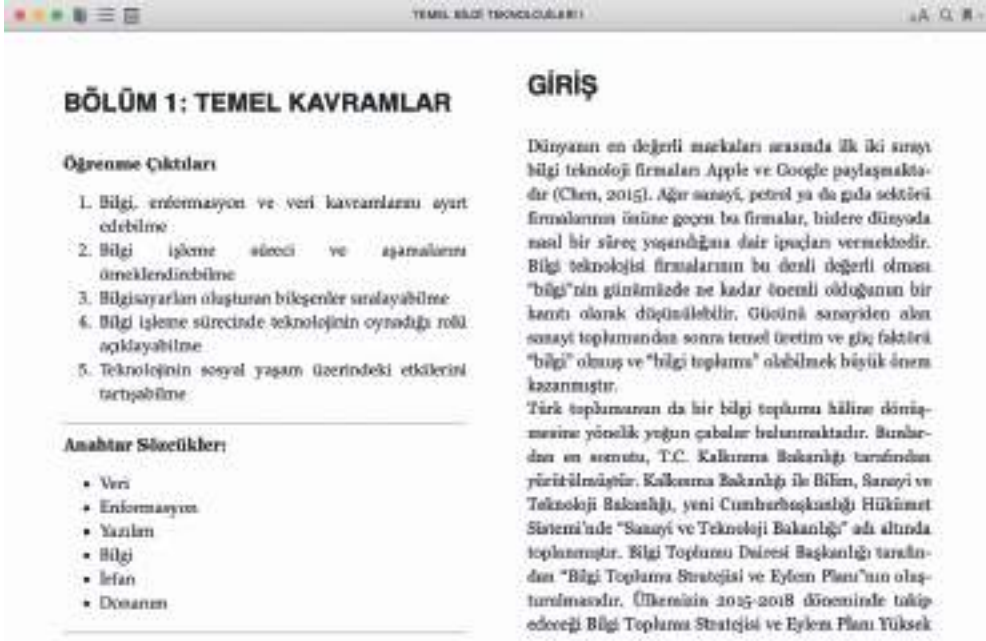 TEMEL BİLGİ TEKNOLOJİLERİ I
AA
BÖLÜM 1: TEMEL KAVRAMLAR
Öğrenme Çıktıları
1. Bilgi, enformasyon ve veri kavramlarını ayırt
edebilme
2. Bilgi işleme süreci ve aşamalarını
örneklendirebilme
3. Bilgisayarları oluşturan bileşenler sıralayabilme
4. Bilgi işleme sürecinde teknolojinin oynadığı rolü
açıklayabilme
5. Teknolojinin sosyal yaşam üzerindeki etkilerini
tartışabilme
Anahtar Sözcükler:
• Veri
• Enformasyon
• Yazılım
• Bilgi
• İrfan
• Donanım
GİRİŞ
Dünyanın en değerli markaları arasında ilk iki sırayı
bilgi teknoloji firmaları Apple ve Google paylaşmakta-
dır (Chen, 2015). Ağır sanayi, petrol ya da gıda sektörü
firmalarının önüne geçen bu firmalar, bizlere dünyada
nasıl bir süreç yaşandığına dair ipuçları vermektedir.
Bilgi teknolojisi firmalarının bu denli değerli olması
"bilgi"nin günümüzde ne kadar önemli olduğunun bir
kanıtı olarak düşünülebilir. Gücünü sanayiden alan
sanayi toplumundan sonra temel üretim ve güç faktörü
"bilgi" olmuş ve "bilgi toplumu" olabilmek büyük önem
kazanmıştır.
Türk toplumunun da bir bilgi toplumu hâline dönüş-
mesine yönelik yoğun çabalar bulunmaktadır. Bunlar-
dan en somutu, T.C. Kalkınma Bakanlığı tarafından
yürütülmüştür. Kalkınma Bakanlığı ile Bilim, Sanayi ve
Teknoloji Bakanlığı, yeni Cumhurbaşkanlığı Hükümet
Sistemi'nde "Sanayi ve Teknoloji Bakanlığı" adı altında
toplanmıştır. Bilgi Toplumu Dairesi Başkanlığı tarafın-
dan "Bilgi Toplumu Stratejisi ve Eylem Planı"nın oluş-
turulmasıdır. Ülkemizin 2015-2018 döneminde takip
edeceği Bilgi Toplumu Stratejisi ve Eylem Planı Yüksek